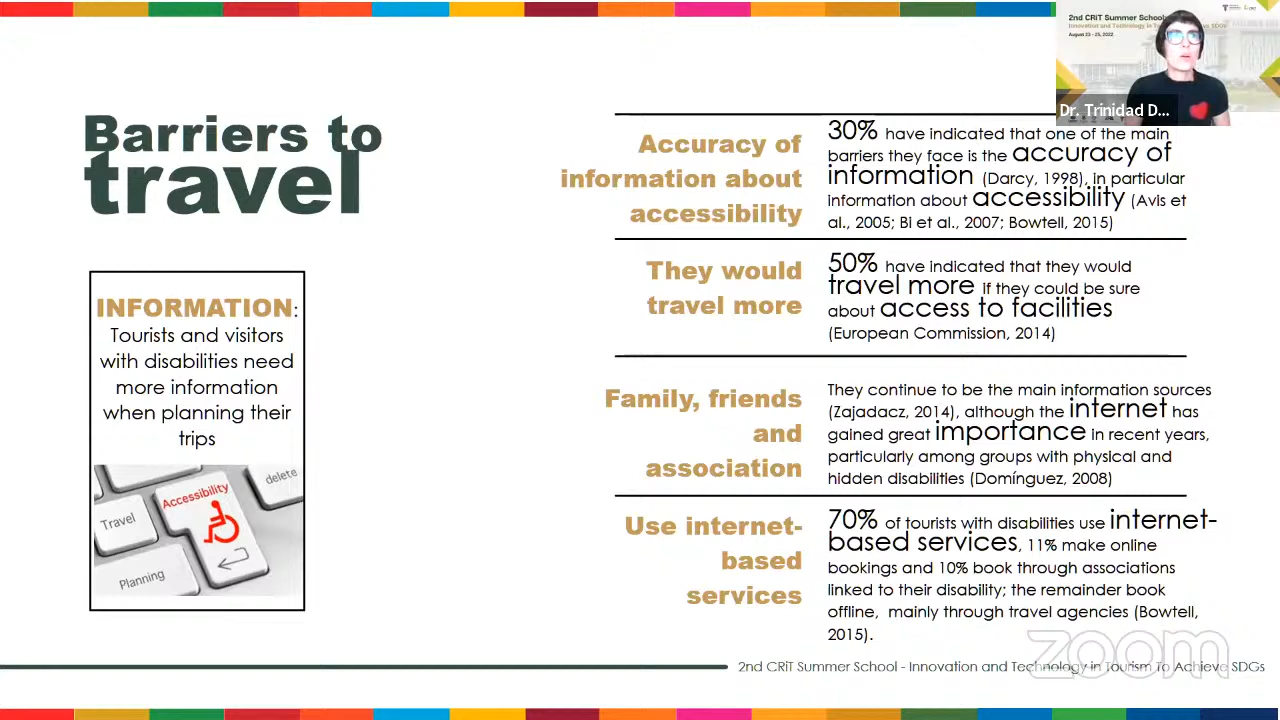 2nd CRiT Summer School:
August 23 - 25, 2022
Dr. Trinidad D...
Barriers to
travel
INFORMATION:
Tourists and visitors
with disabilities need
more information
when planning their
trips
Accessibility
delete
Travel
Planning
Accuracy of
information about
accessibility
30% have indicated that one of the main
barriers they face is the accuracy of
information (Darcy, 1998), in particular
information about accessibility (Avis et
al., 2005; Bi et al., 2007; Bowtell, 2015)
They would
travel more
50% have indicated that they would
travel more if they could be sure
about access to facilities
(European Commission, 2014)
Family, friends
and
association
They continue to be the main information sources
(Zajadacz, 2014), although the internet has
gained great importance in recent years,
particularly among groups with physical and
hidden disabilities (Domínguez, 2008)
Use internet-
based
services
70% of tourists with disabilities use internet-
based services, 11% make online
bookings and 10% book through associations
linked to their disability; the remainder book
offline, mainly through travel agencies (Bowtell,
2015).
zoom
2nd CRiT Summer School - Innovation and Technology in Tourism To Achieve SDGs